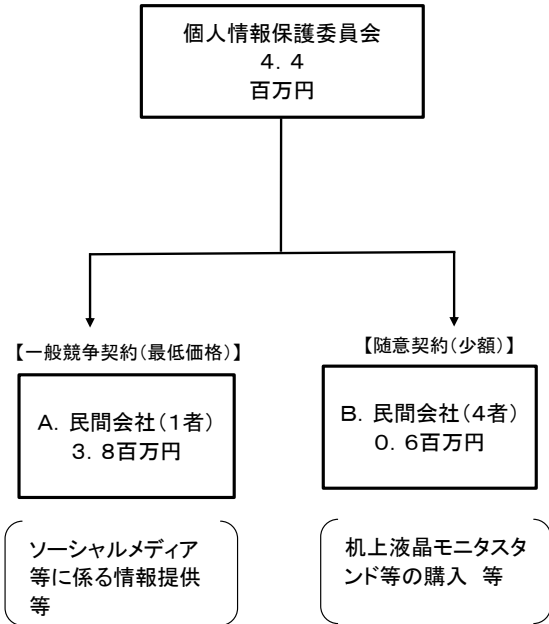 個人情報保護委員会
４．４
百万円
【一般競争契約（最低価格）】
【随意契約（少額）】
Ａ．民間会社（１者）
３．８百万円
Ｂ．民間会社（４者）
０．６百万円
ソーシャルメディア
等に係る情報提供
等
机上液晶モニタスタ
ンド等の購入　等